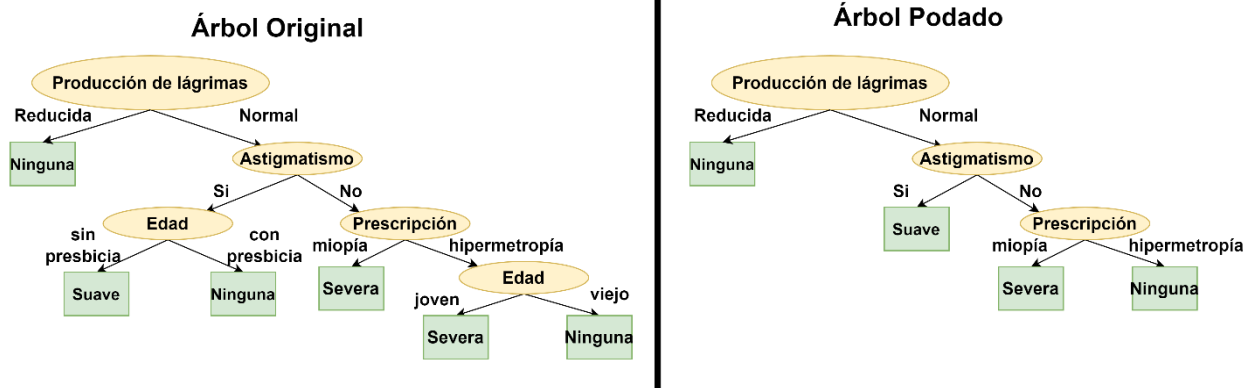 Árbol Original
Producción de lágrimas
Reducida
Normal
Ninguna
Astigmatismo
Si
No
Edad
Prescripción
sin
presbicia
con
presbicia
miopía
hipermetropía
Suave
Ninguna
Severa
Edad
joven
viejo
Severa
Ninguna
Árbol Podado
Producción de lágrimas
Reducida
Normal
Ninguna
Astigmatismo
Si
No
Suave
Prescripción
miopía
hipermetropía
Severa
Ninguna